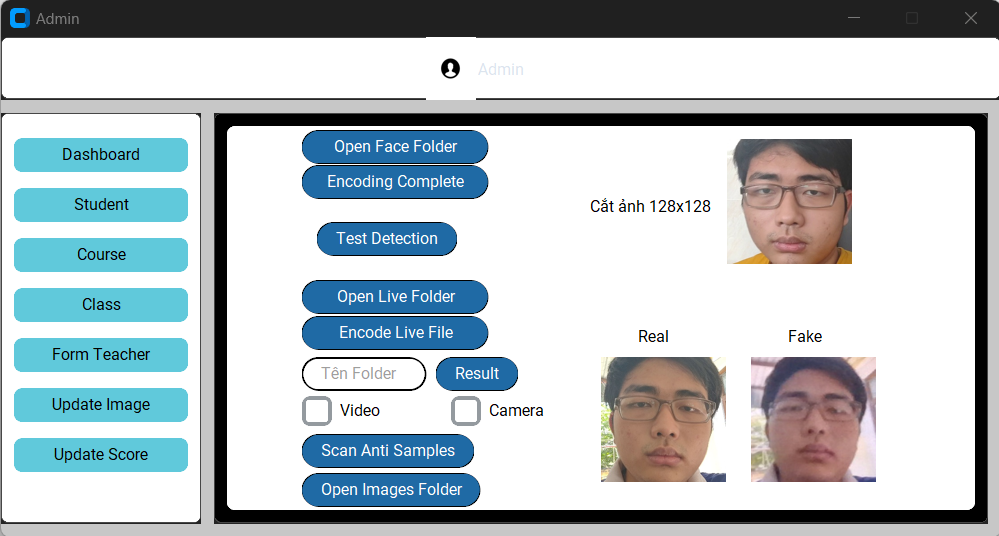 Admin
Admin
Dashboard
Student
Course
Class
Form Teacher
Update Image
Update Score
Open Face Folder
Encoding Complete
Test Detection
Open Live Folder
Encode Live File
Tên Folder
Result
Video
Camera
Scan Anti Samples
Open Images Folder
Cắt ảnh 128x128
Real
Fake